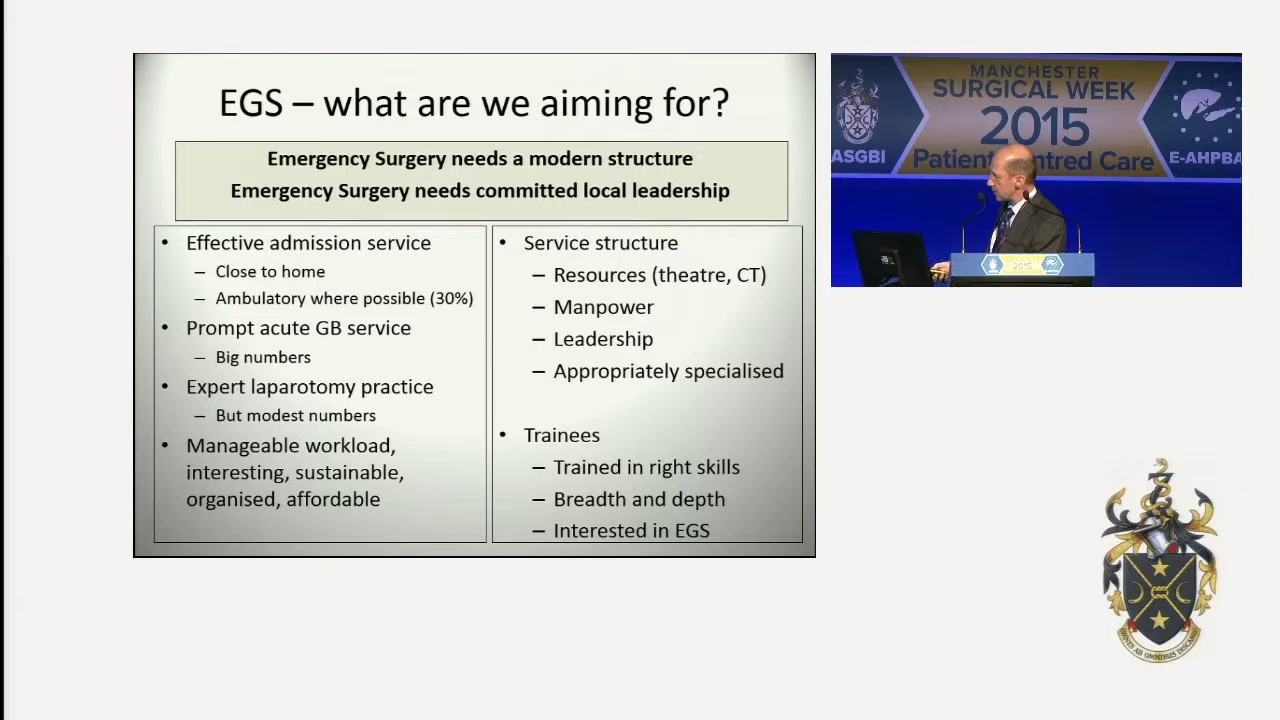 EGS – what are we aiming for?
Emergency Surgery needs a modern structure
Emergency Surgery needs committed local leadership
• Effective admission service
– Close to home
– Ambulatory where possible (30%)
• Prompt acute GB service
– Big numbers
• Expert laparotomy practice
– But modest numbers
• Manageable workload,
interesting, sustainable,
organised, affordable
• Service structure
– Resources (theatre, CT)
– Manpower
– Leadership
– Appropriately specialised
• Trainees
– Trained in right skills
– Breadth and depth
– Interested in EGS
MANCHESTER
SURGICAL WEEK
2015
ASGBI
E-AHPBA
Care
2015
OMNIBUS